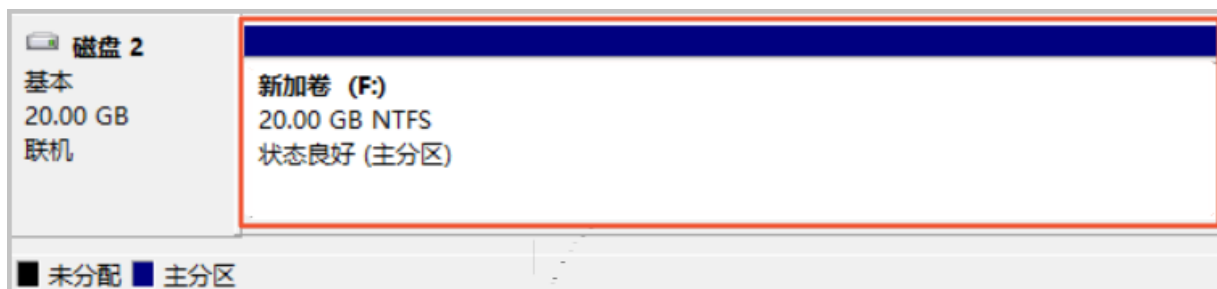 磁盘 2
基本
20.00 GB
联机
新加卷 (F:)
20.00 GB NTFS
状态良好 (主分区)
未分配 主分区